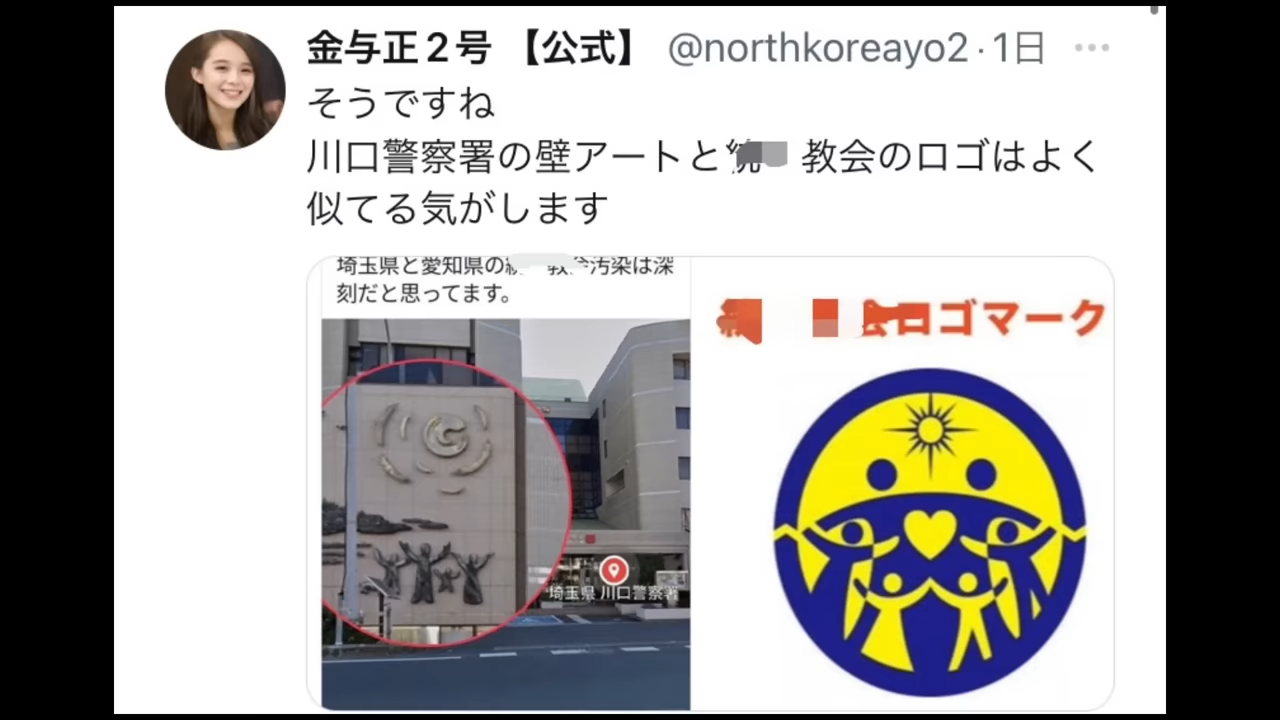 金与正2号 【公式】 @northkoreayo2・1日
そうですね
川口警察署の壁アートと 教会のロゴはよく
似てる気がします
埼玉県と愛知県の 汚染は深
刻だと思ってます。
ロゴマーク
埼玉県 川口警察署